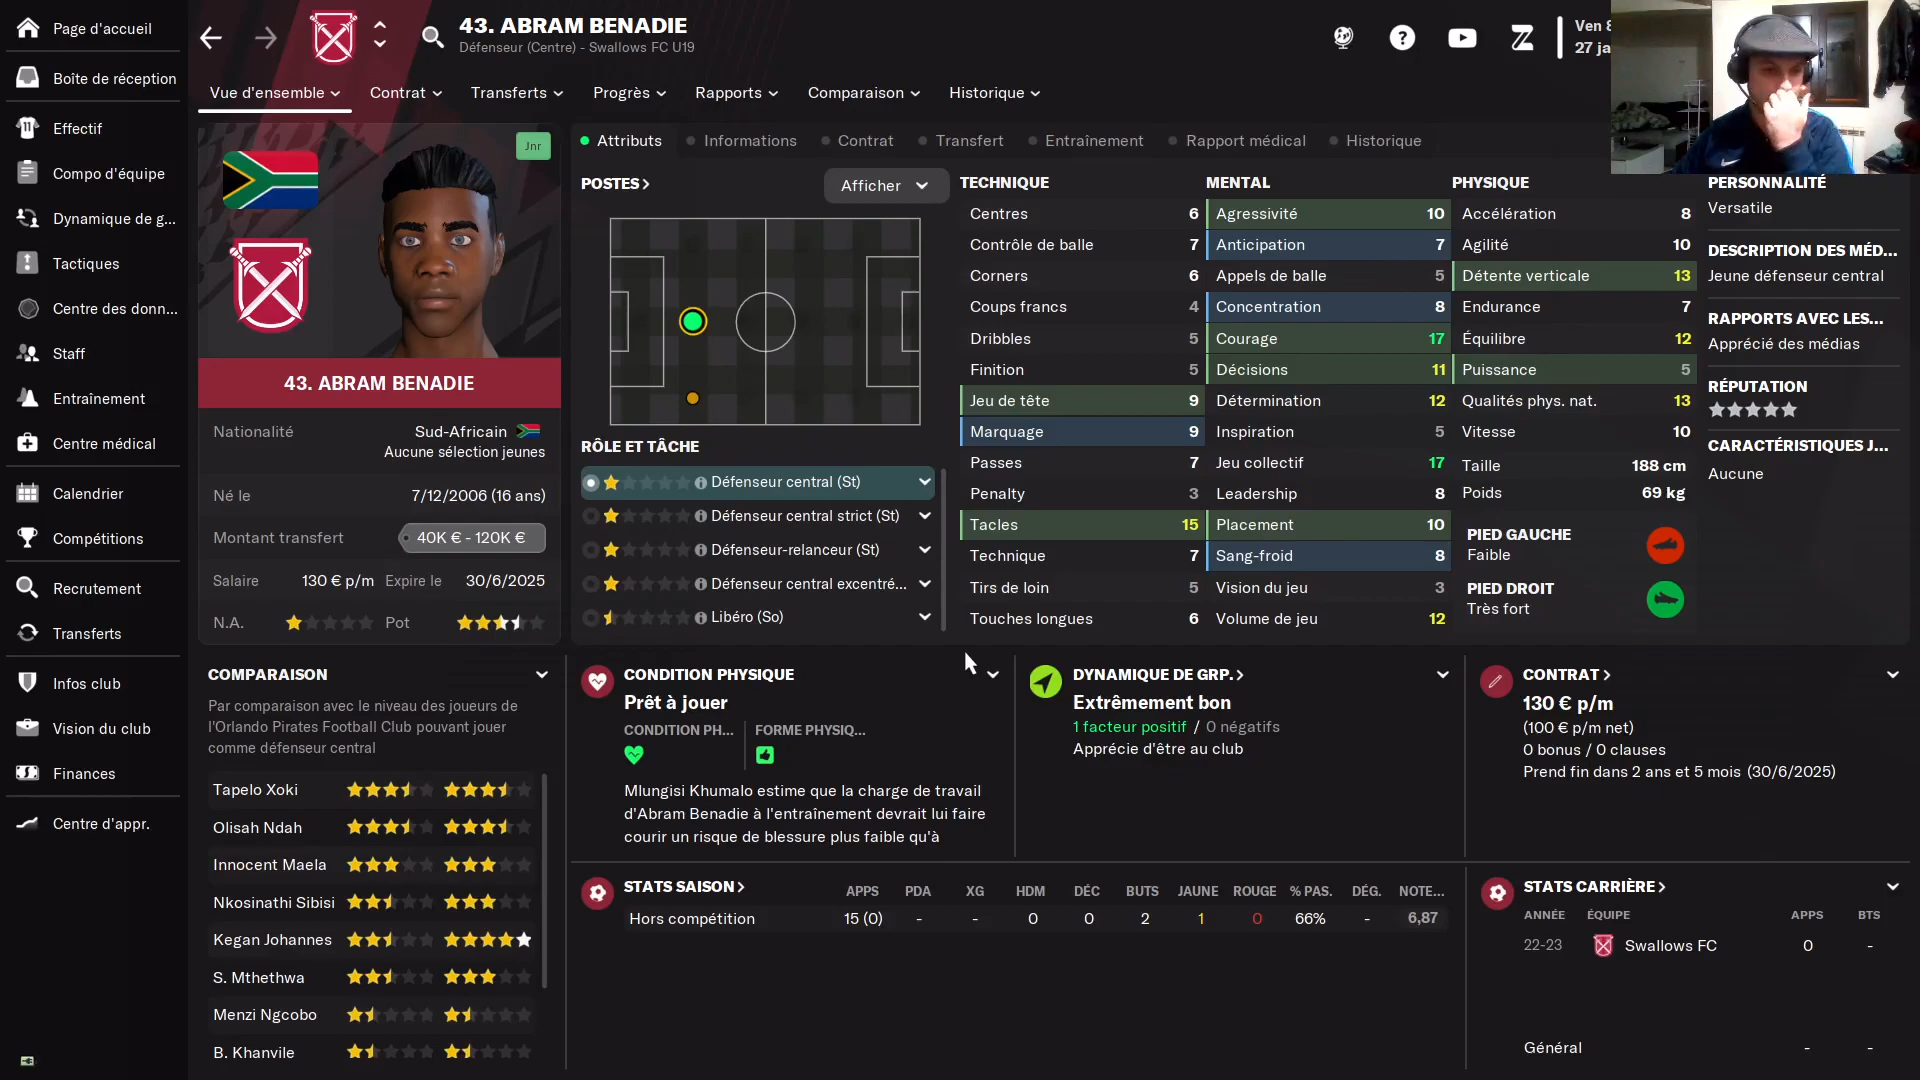 Page d'accueil
Boîte de réception
Effectif
Compo d'équipe
Dynamique de g...
Tactiques
Centre des donn...
Staff
Entraînement
Centre médical
Calendrier
Compétitions
Recrutement
Transferts
Infos club
Vision du club
Finances
Centre d'appr.
43. ABRAM BENADIE
Défenseur (Centre) - Swallows FC U19
Ven 8
27 ja
Vue d'ensemble
Contrat
Transferts
Progrès
Rapports
Comparaison
Historique
Jnr
43. ABRAM BENADIE
Nationalité Sud-Africain
Aucune sélection jeunes
Né le 7/12/2006 (16 ans)
Montant transfert 40K € - 120K €
Salaire 130 € p/m Expire le 30/6/2025
N.A. Pot
Attributs
Informations
Contrat
Transfert
Entraînement
Rapport médical
Historique
POSTES
Afficher
RÔLE ET TÂCHE
Défenseur central (St)
Défenseur central strict (St)
Défenseur-relanceur (St)
Défenseur central excentré...
Libéro (So)
TECHNIQUE
Centres 6
Contrôle de balle 7
Corners 6
Coups francs 4
Dribbles 5
Finition 5
Jeu de tête 9
Marquage 9
Passes 7
Penalty 3
Tacles 15
Technique 7
Tirs de loin 5
Touches longues 6
MENTAL
Agressivité 10
Anticipation 7
Appels de balle 5
Concentration 8
Courage 17
Décisions 11
Détermination 12
Inspiration 5
Jeu collectif 17
Leadership 8
Placement 10
Sang-froid 8
Vision du jeu 3
Volume de jeu 12
PHYSIQUE
Accélération 8
Agilité 10
Détente verticale 13
Endurance 7
Équilibre 12
Puissance 5
Qualités phys. nat. 13
Vitesse 10
Taille 188 cm
Poids 69 kg
PIED GAUCHE
Faible
PIED DROIT
Très fort
PERSONNALITÉ
Versatile
DESCRIPTION DES MÉD...
Jeune défenseur central
RAPPORTS AVEC LES...
Apprécié des médias
RÉPUTATION
CARACTÉRISTIQUES J...
Aucune
COMPARAISON
Par comparaison avec le niveau des joueurs de
l'Orlando Pirates Football Club pouvant jouer
comme défenseur central
Tapelo Xoki
Olisah Ndah
Innocent Maela
Nkosinathi Sibisi
Kegan Johannes
S. Mthethwa
Menzi Ngcobo
B. Khanvile
CONDITION PHYSIQUE
Prêt à jouer
CONDITION PH... FORME PHYSIQ...
Mlungisi Khumalo estime que la charge de travail
d'Abram Benadie à l'entraînement devrait lui faire
courir un risque de blessure plus faible qu'à
DYNAMIQUE DE GRP.
Extrêmement bon
1 facteur positif / 0 négatifs
Apprécie d'être au club
CONTRAT
130 € p/m
(100 € p/m net)
0 bonus / 0 clauses
Prend fin dans 2 ans et 5 mois (30/6/2025)
STATS SAISON APPS PDA XG HDM DÉC BUTS JAUNE ROUGE % PAS. DÉG. NOTE...
Hors compétition 15 (0) - - 0 0 2 1 0 66% - 6,87
STATS CARRIÈRE
ANNÉE ÉQUIPE APPS BTS
22-23 Swallows FC 0 -
Général - -